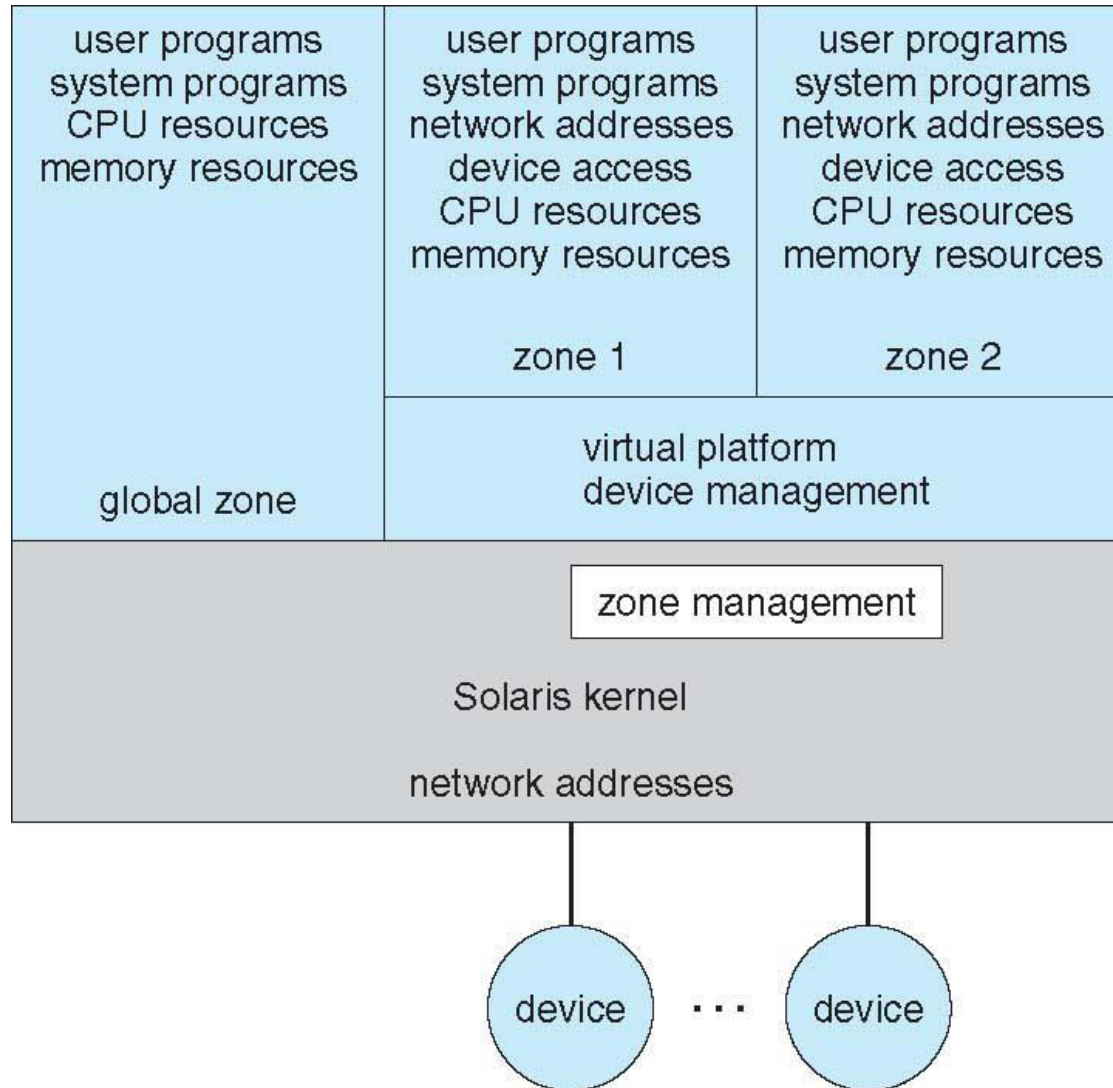 user programs
system programs
CPU resources
memory resources
global zone
user programs
system programs
network addresses
device access
CPU resources
memory resources
zone 1
user programs
system programs
network addresses
device access
CPU resources
memory resources
zone 2
virtual platform
device management
zone management
Solaris kernel
network addresses
device
...
device